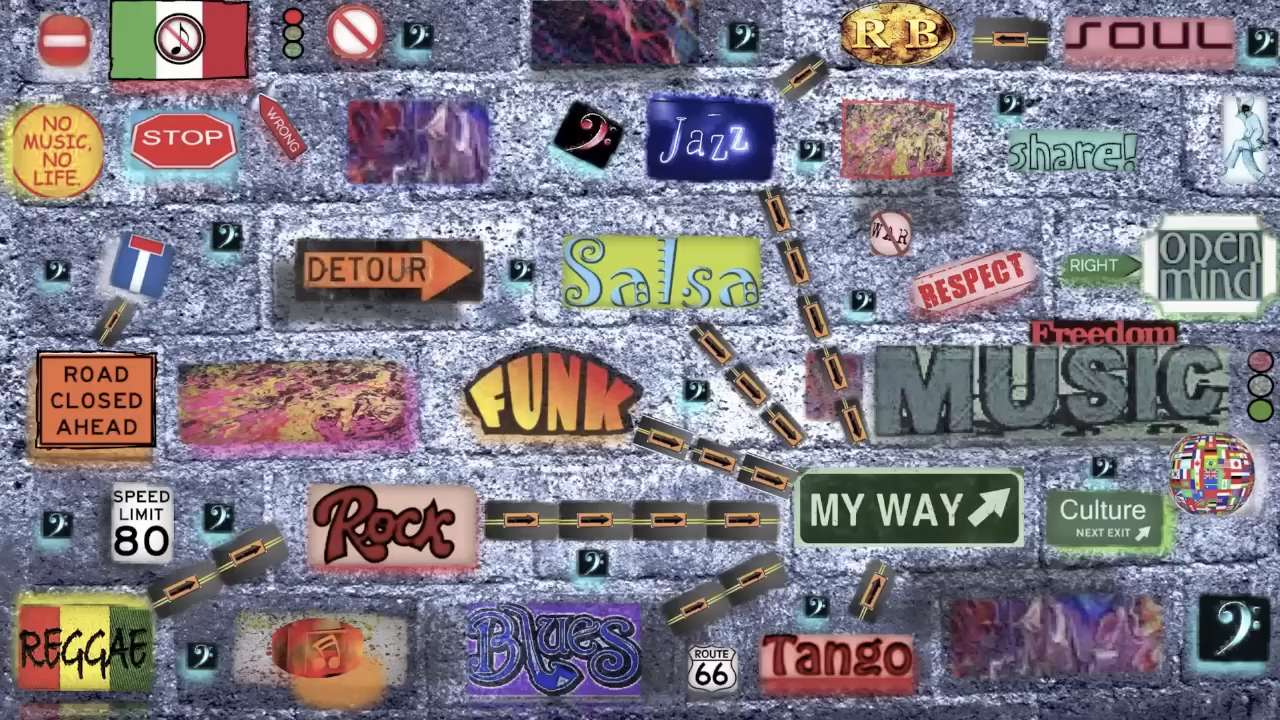 R&B
SOUL
NO
MUSIC,
NO
LIFE.
STOP
WRONG
Jazz
share!
WAR
DETOUR
Salsa
RESPECT
RIGHT
open
mind
Freedom
MUSIC
ROAD
CLOSED
AHEAD
FUNK
SPEED
LIMIT
80
Rock
MY WAY
Culture
NEXT EXIT
REGGAE
Blues
ROUTE
66
Tango